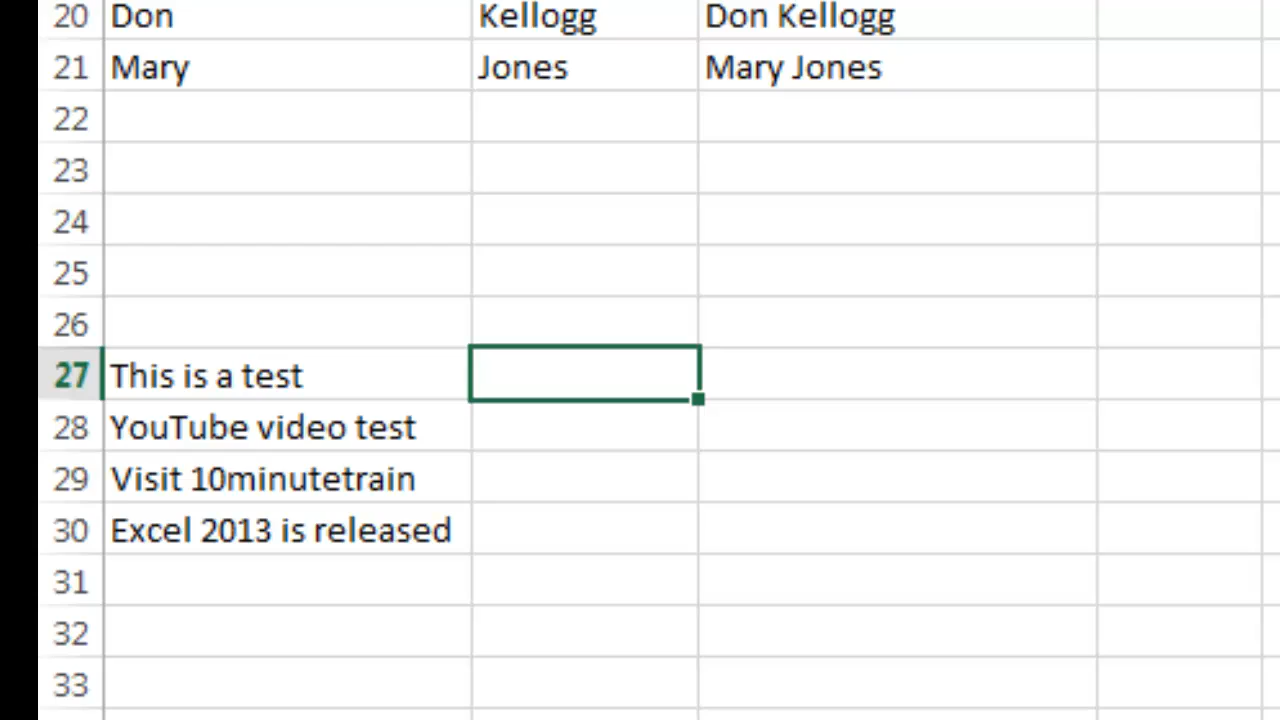 20 Don Kellogg Don Kellogg
21 Mary Jones Mary Jones
22
23
24
25
26
27 This is a test
28 YouTube video test
29 Visit 10minutetrain
30 Excel 2013 is released
31
32
33